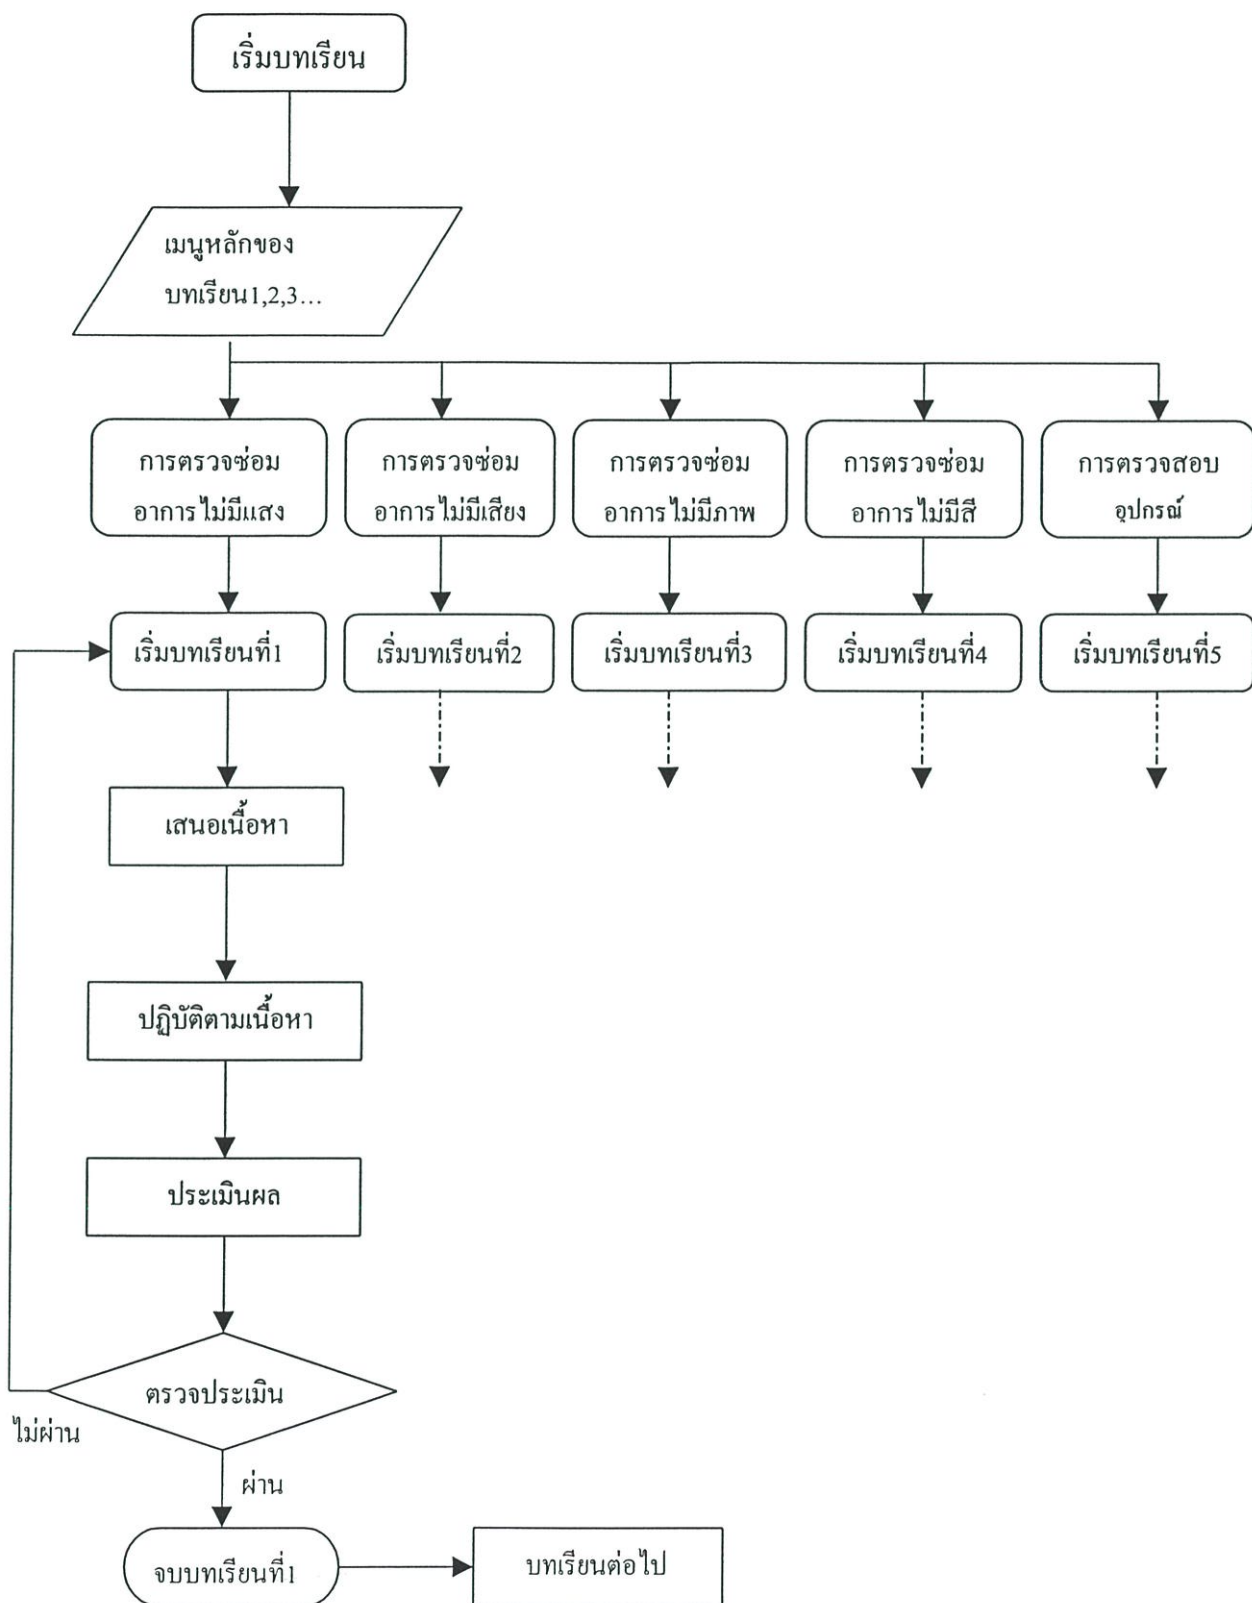 เริ่มบทเรียน
เมนูหลักของ
บทเรียน1,2,3...
การตรวจซ่อม
อาการไม่มีแสง
การตรวจซ่อม
อาการไม่มีเสียง
การตรวจซ่อม
อาการไม่มีภาพ
การตรวจซ่อม
อาการไม่มีสี
การตรวจสอบ
อุปกรณ์
เริ่มบทเรียนที่1
เริ่มบทเรียนที่2
เริ่มบทเรียนที่3
เริ่มบทเรียนที่4
เริ่มบทเรียนที่5
เสนอเนื้อหา
ปฏิบัติตามเนื้อหา
ประเมินผล
ตรวจประเมิน
ไม่ผ่าน
ผ่าน
จบบทเรียนที่1
บทเรียนต่อไป